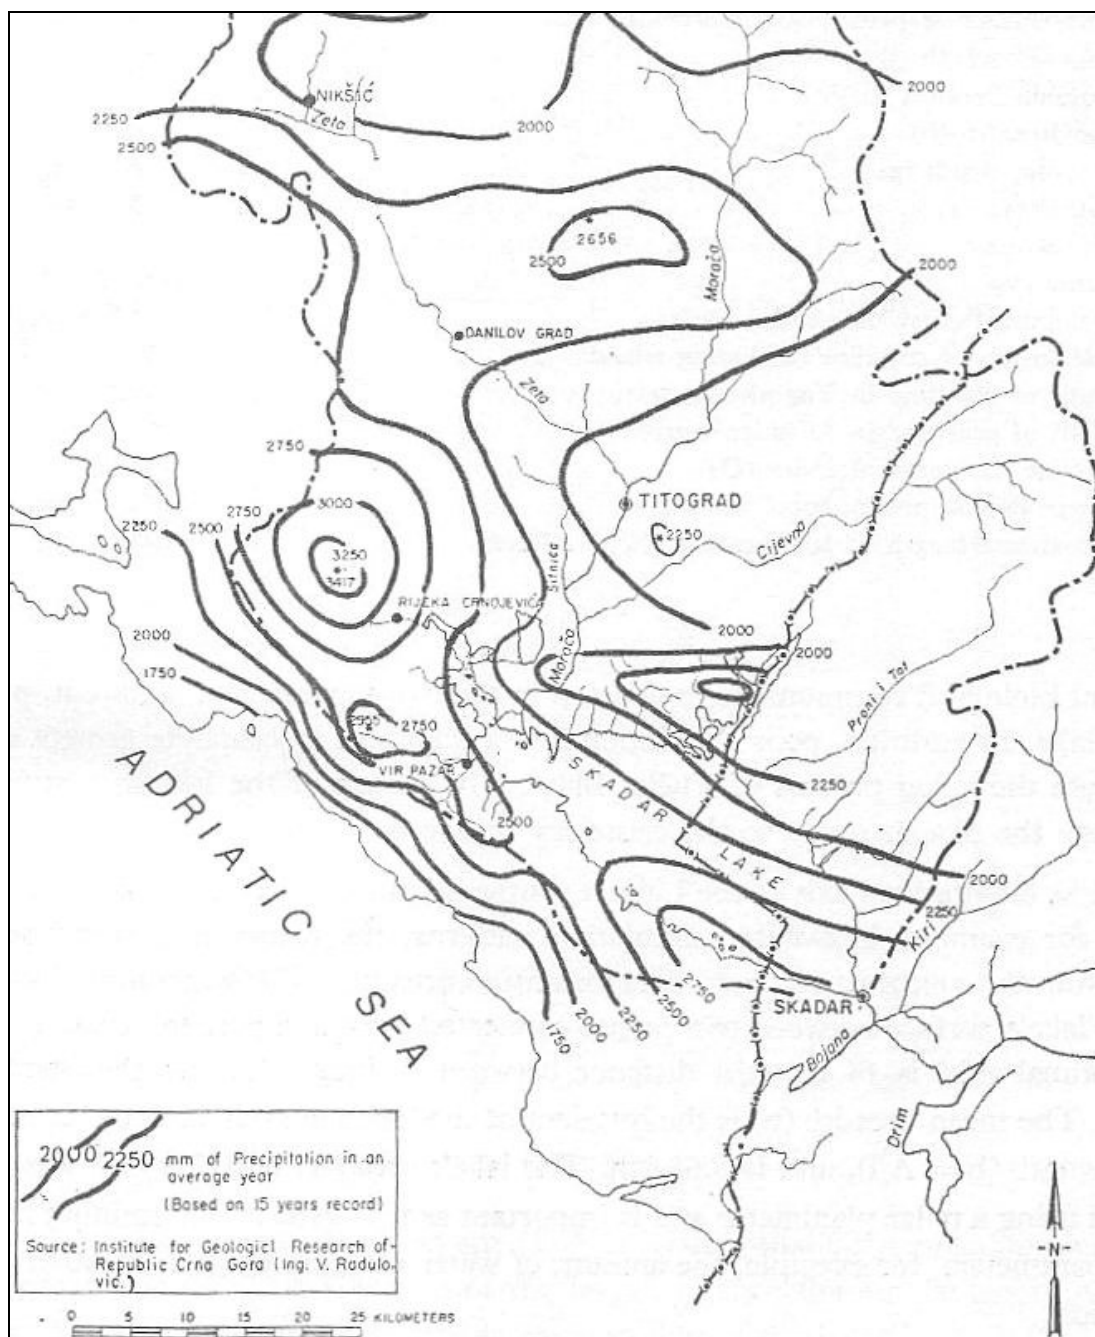 2000
NIKŠIĆ
Zeta
2250
2500
2000
2656
2500
Morača
2000
DANILOV GRAD
Zeta
2750
3000
3250
3417
2250
2500
2750
TITOGRAD
2250
Cijevna
Sitnica
RIJEKA CRNOJEVIĆA
Morača
2000
2000
2000
1750
Proni i Tat
2955
2750
VIR PAZAR
2250
2500
SKADAR
LAKE
2000
2250
Kiri
ADRIATIC
SEA
2750
2500
2250
2000
1750
SKADAR
Bojana
Drim
2000 2250 mm of Precipitation in an
average year
(Based on 15 years record)
Source: Institute for Geologicl Research of
Republic Crna Gora (Ing. V. Radulo-
vić.)
-N-
0 5 10 15 20 25 KILOMETERS